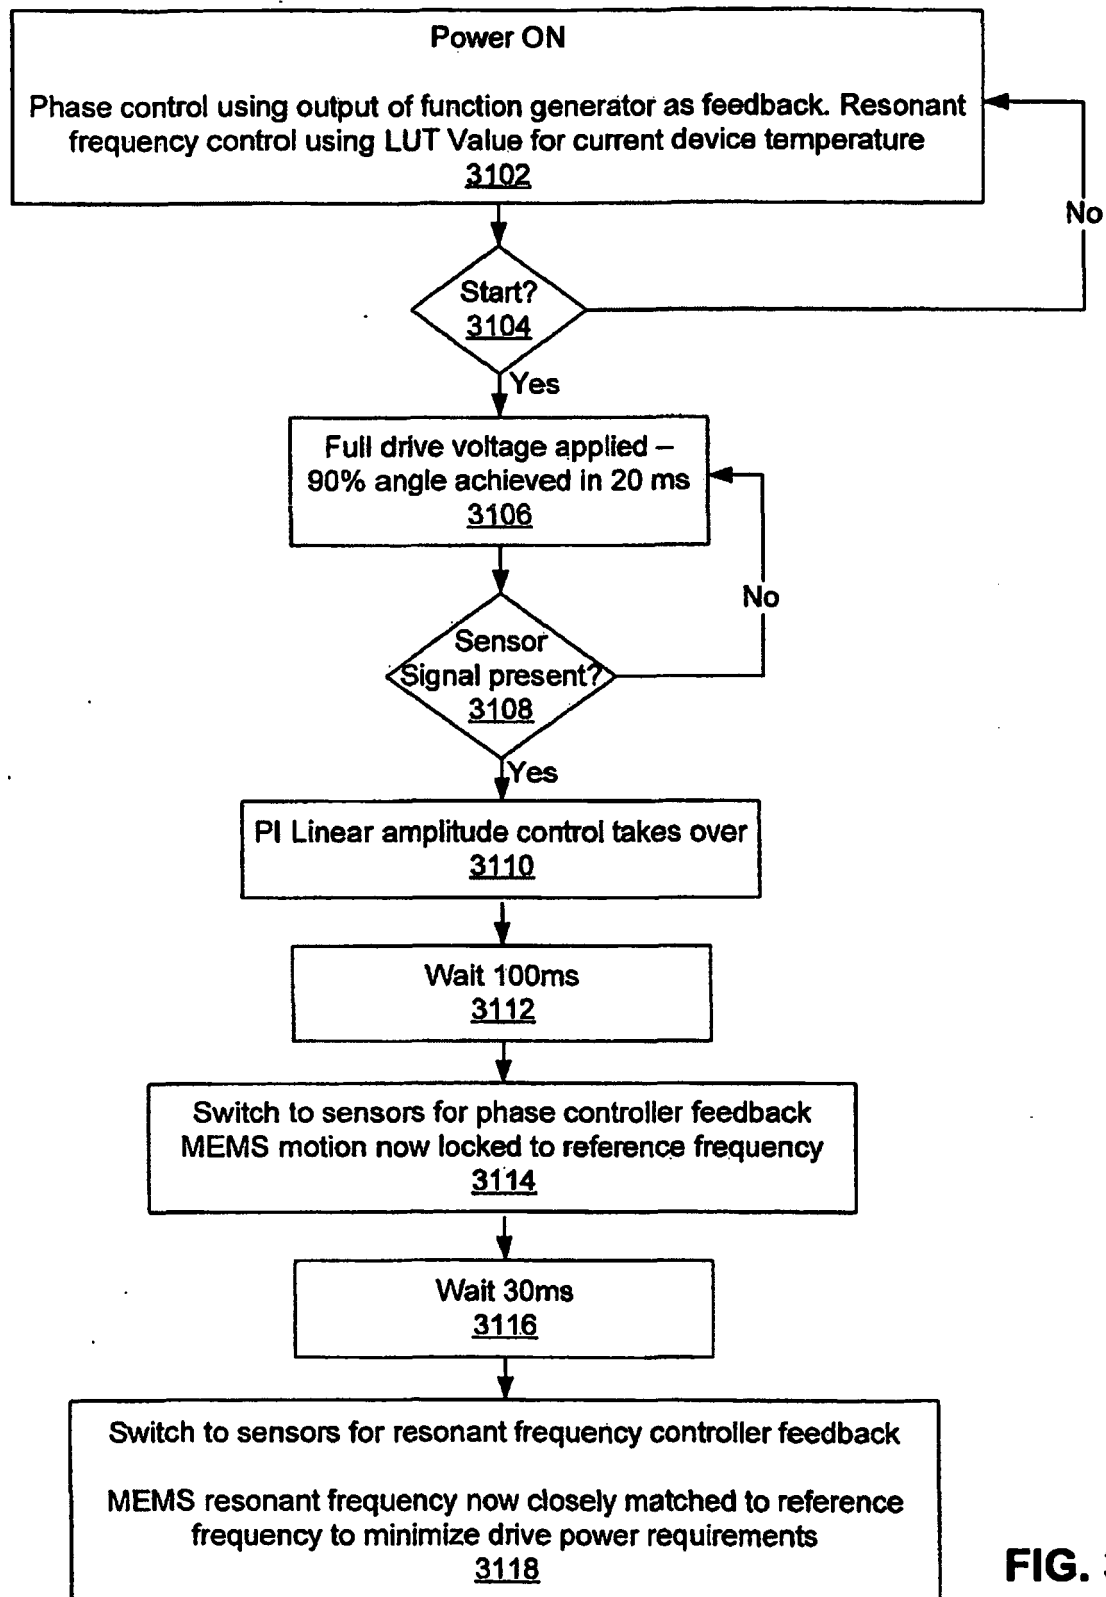 Power ON
Phase control using output of function generator as feedback. Resonant
frequency control using LUT Value for current device temperature
3102
No
Start?
3104
Yes
Full drive voltage applied –
90% angle achieved in 20 ms
3106
No
Sensor
Signal present?
3108
Yes
PI Linear amplitude control takes over
3110
Wait 100ms
3112
Switch to sensors for phase controller feedback
MEMS motion now locked to reference frequency
3114
Wait 30ms
3116
Switch to sensors for resonant frequency controller feedback
MEMS resonant frequency now closely matched to reference
frequency to minimize drive power requirements
3118
FIG.